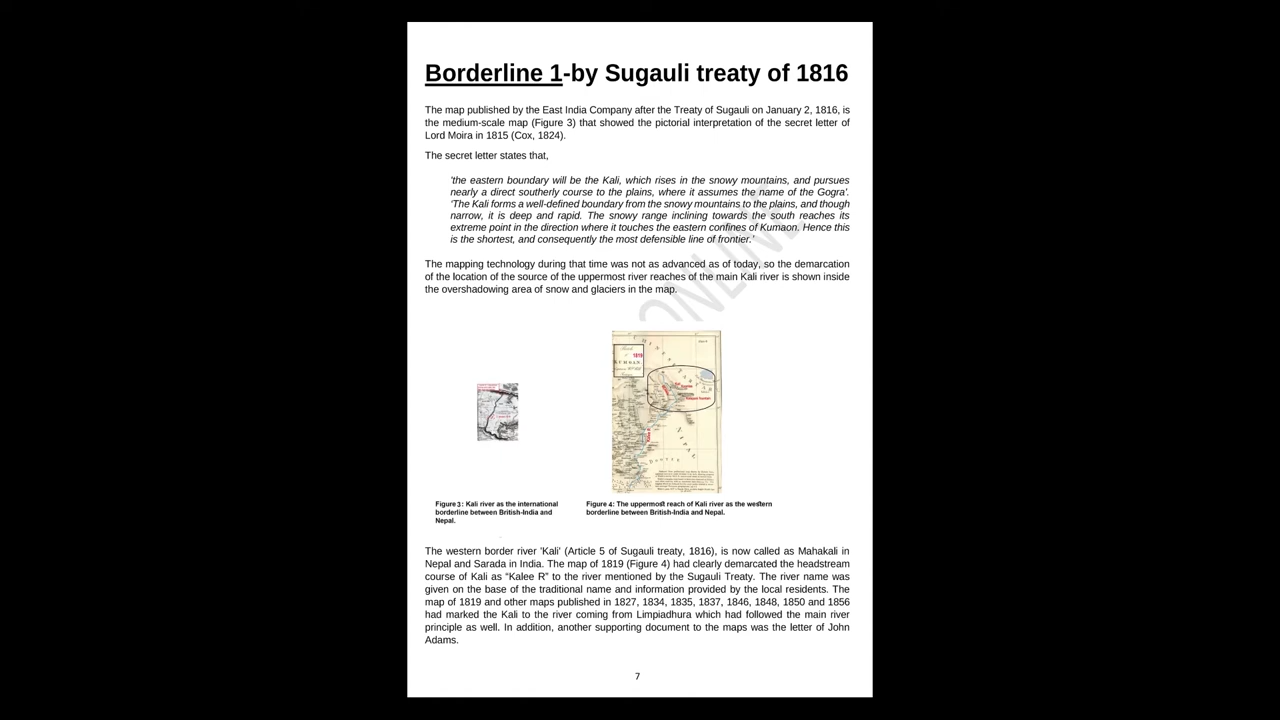 Borderline 1-by Sugauli treaty of 1816
The map published by the East India Company after the Treaty of Sugauli on January 2, 1816, is
the medium-scale map (Figure 3) that showed the pictorial interpretation of the secret letter of
Lord Moira in 1815 (Cox, 1824).
The secret letter states that,
'the eastern boundary will be the Kali, which rises in the snowy mountains, and pursues
nearly a direct southerly course to the plains, where it assumes the name of the Gogra'.
'The Kali forms a well-defined boundary from the snowy mountains to the plains, and though
narrow, it is deep and rapid. The snowy range inclining towards the south reaches its
extreme point in the direction where it touches the eastern confines of Kumaon. Hence this
is the shortest, and consequently the most defensible line of frontier.'
The mapping technology during that time was not as advanced as of today, so the demarcation
of the location of the source of the uppermost river reaches of the main Kali river is shown inside
the overshadowing area of snow and glaciers in the map.
ONLINE
1819
KUMAON
Figure 3: Kali river as the international
borderline between British-India and
Nepal.
Figure 4: The uppermost reach of Kali river as the western
borderline between British-India and Nepal.
The western border river 'Kali' (Article 5 of Sugauli treaty, 1816), is now called as Mahakali in
Nepal and Sarada in India. The map of 1819 (Figure 4) had clearly demarcated the headstream
course of Kali as “Kalee R” to the river mentioned by the Sugauli Treaty. The river name was
given on the base of the traditional name and information provided by the local residents. The
map of 1819 and other maps published in 1827, 1834, 1835, 1837, 1846, 1848, 1850 and 1856
had marked the Kali to the river coming from Limpiadhura which had followed the main river
principle as well. In addition, another supporting document to the maps was the letter of John
Adams.
7